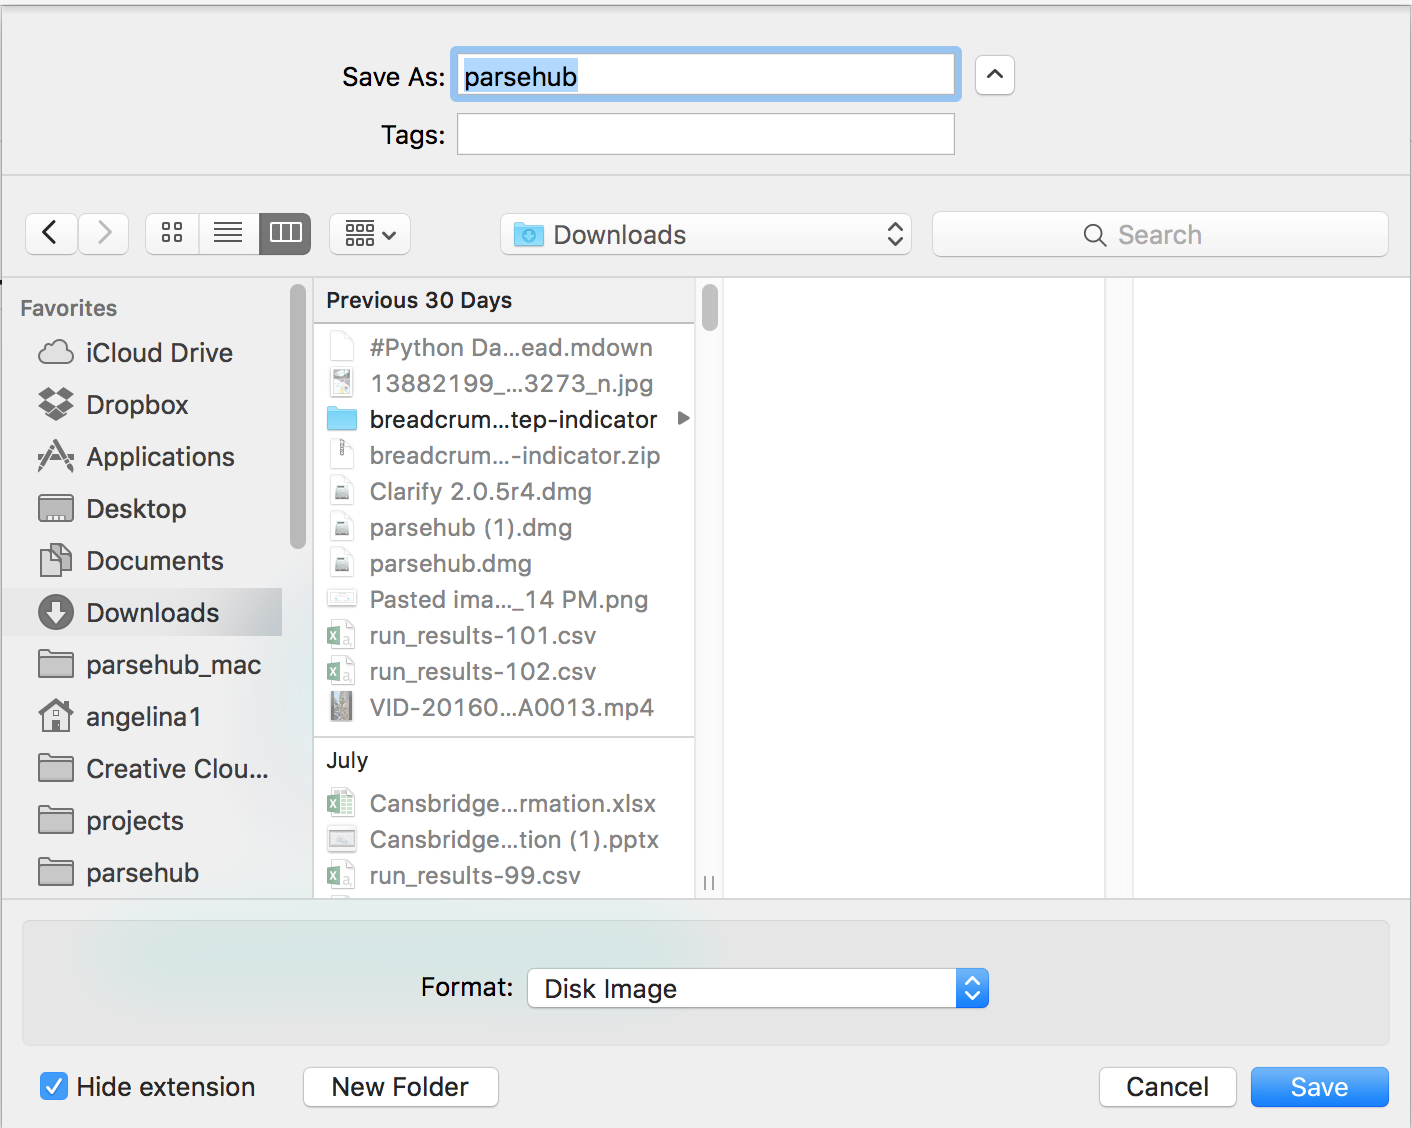 Save As: parsehub
Tags:
Downloads
Search
Favorites
iCloud Drive
Dropbox
Applications
Desktop
Documents
Downloads
parsehub_mac
angelina1
Creative Clou...
projects
parsehub
Previous 30 Days
#Python Da...ead.mdown
13882199_...3273_n.jpg
breadcrum...tep-indicator
breadcrum...-indicator.zip
Clarify 2.0.5r4.dmg
parsehub (1).dmg
parsehub.dmg
Pasted ima..._14 PM.png
run_results-101.csv
run_results-102.csv
VID-20160...A0013.mp4
July
Cansbridge...rmation.xlsx
Cansbridge...tion (1).pptx
run_results-99.csv
Format: Disk Image
Hide extension
New Folder
Cancel
Save